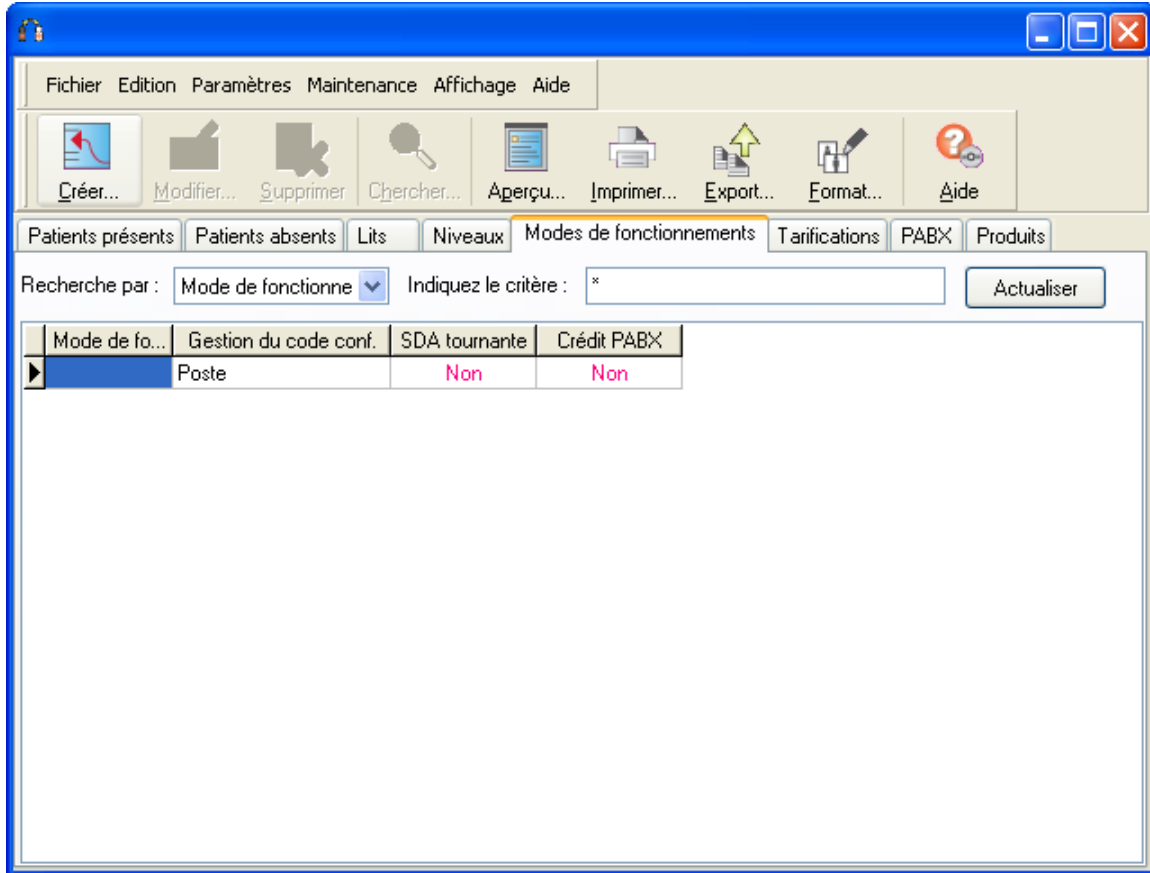 Fichier Edition Paramètres Maintenance Affichage Aide
Créer... Modifier... Supprimer Chercher... Aperçu... Imprimer... Export... Format... Aide
Patients présents Patients absents Lits Niveaux Modes de fonctionnements Tarifications PABX Produits
Recherche par : Mode de fonctionne Indiquez le critère : * Actualiser
Mode de fo... Gestion du code conf. SDA tournante Crédit PABX
Poste Non Non